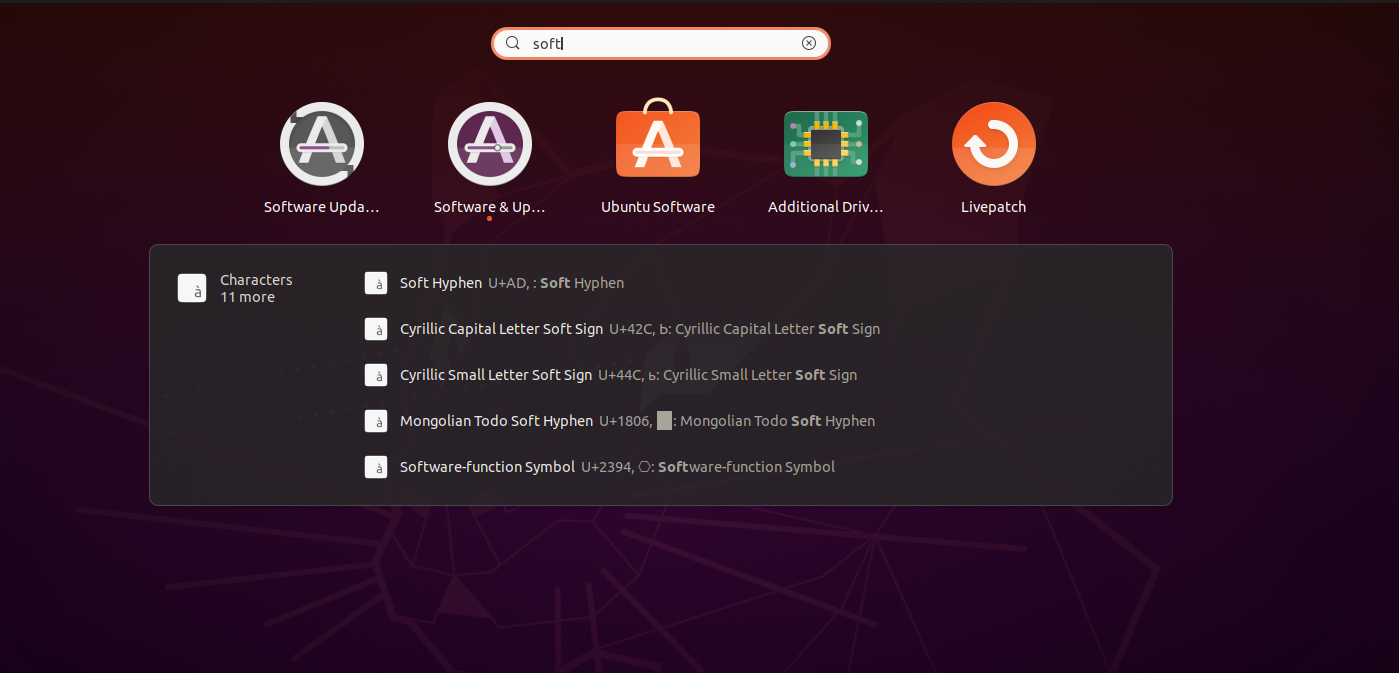 soft
Software Upda...
Software & Up...
Ubuntu Software
Additional Driv...
Livepatch
Characters
11 more
Soft Hyphen U+AD, : Soft Hyphen
Cyrillic Capital Letter Soft Sign U+42C, Ь: Cyrillic Capital Letter Soft Sign
Cyrillic Small Letter Soft Sign U+44C, ь: Cyrillic Small Letter Soft Sign
Mongolian Todo Soft Hyphen U+1806, : Mongolian Todo Soft Hyphen
Software-function Symbol U+2394, ⎔: Software-function Symbol